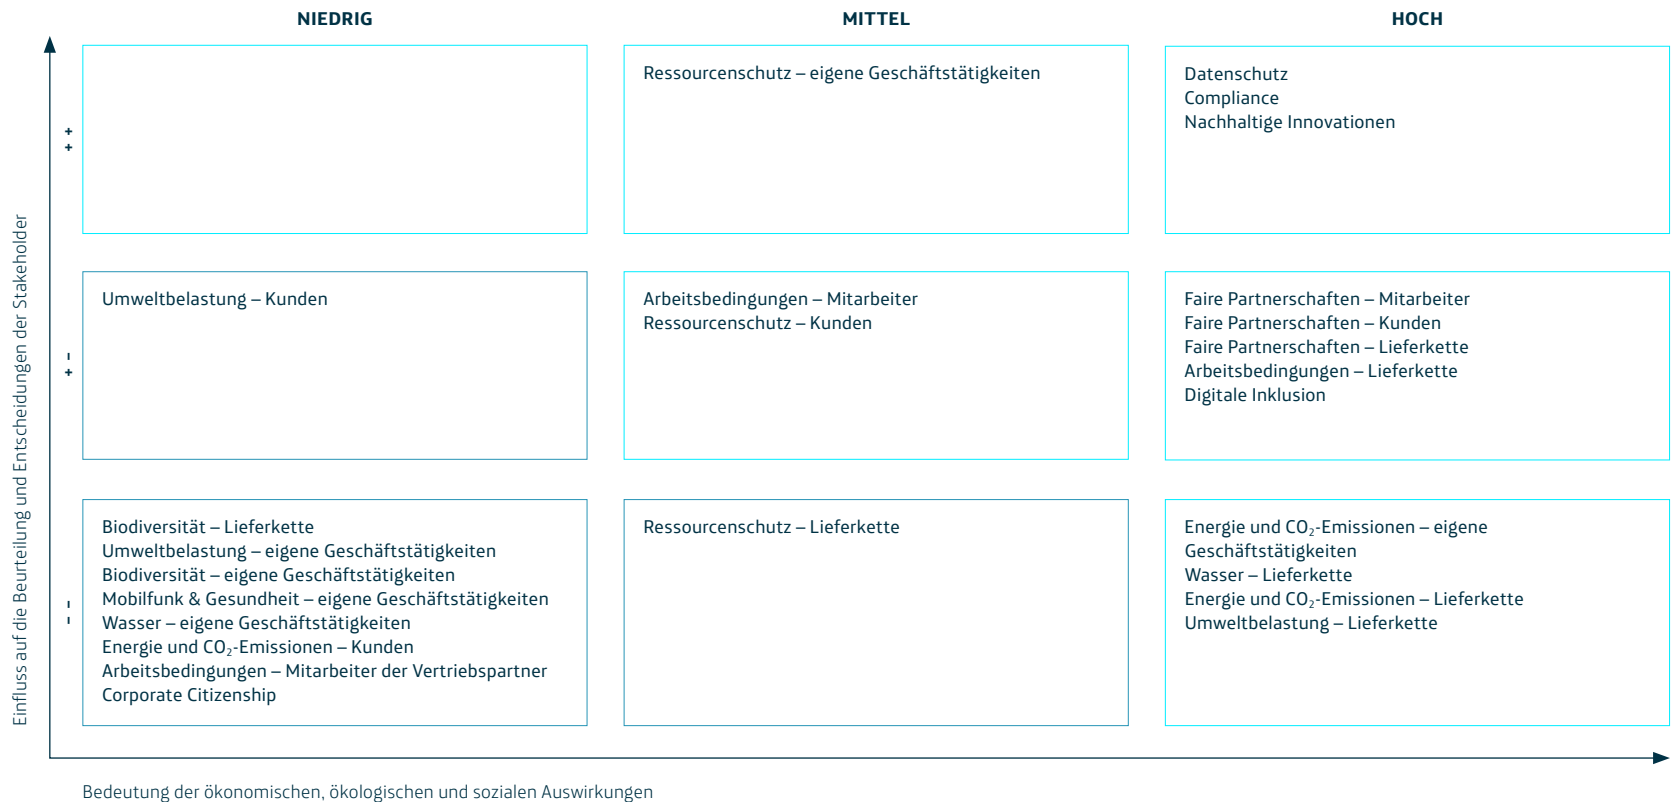 NIEDRIG
MITTEL
HOCH
Einfluss auf die Beurteilung und Entscheidungen der Stakeholder
++
Ressourcenschutz – eigene Geschäftstätigkeiten
Datenschutz
Compliance
Nachhaltige Innovationen
+-
Umweltbelastung – Kunden
Arbeitsbedingungen – Mitarbeiter
Ressourcenschutz – Kunden
Faire Partnerschaften – Mitarbeiter
Faire Partnerschaften – Kunden
Faire Partnerschaften – Lieferkette
Arbeitsbedingungen – Lieferkette
Digitale Inklusion
--
Biodiversität – Lieferkette
Umweltbelastung – eigene Geschäftstätigkeiten
Biodiversität – eigene Geschäftstätigkeiten
Mobilfunk & Gesundheit – eigene Geschäftstätigkeiten
Wasser – eigene Geschäftstätigkeiten
Energie und CO₂-Emissionen – Kunden
Arbeitsbedingungen – Mitarbeiter der Vertriebspartner
Corporate Citizenship
Ressourcenschutz – Lieferkette
Energie und CO₂-Emissionen – eigene
Geschäftstätigkeiten
Wasser – Lieferkette
Energie und CO₂-Emissionen – Lieferkette
Umweltbelastung – Lieferkette
Bedeutung der ökonomischen, ökologischen und sozialen Auswirkungen